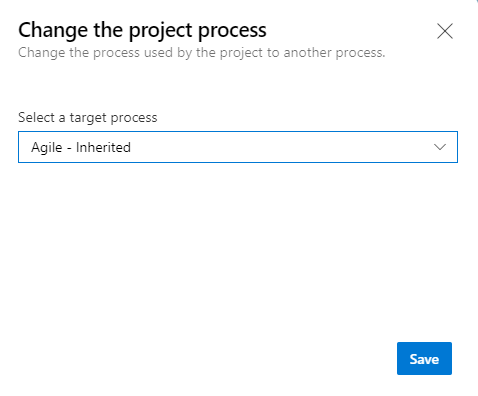 Change the project process
Change the process used by the project to another process.
Select a target process
Agile - Inherited
Save